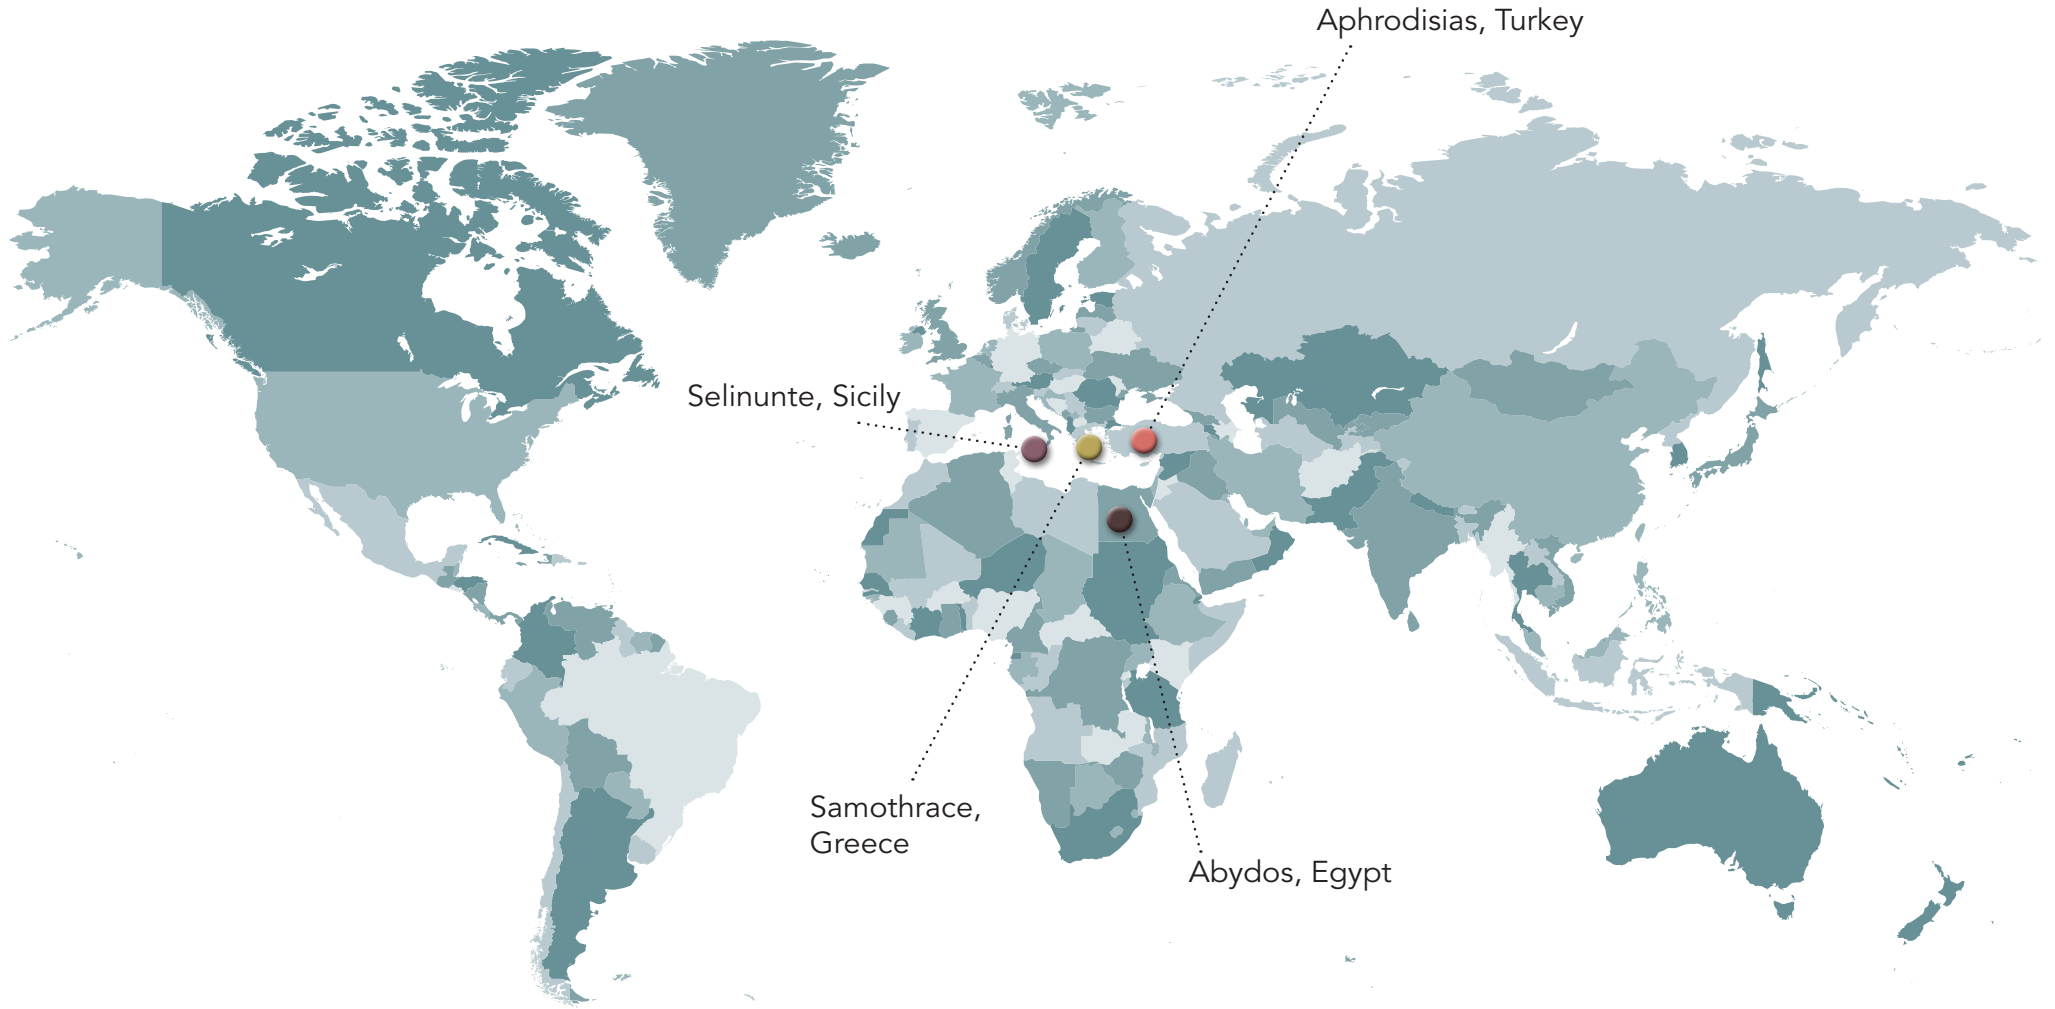 Aphrodisias, Turkey
Selinunte, Sicily
Samothrace,
Greece
Abydos, Egypt